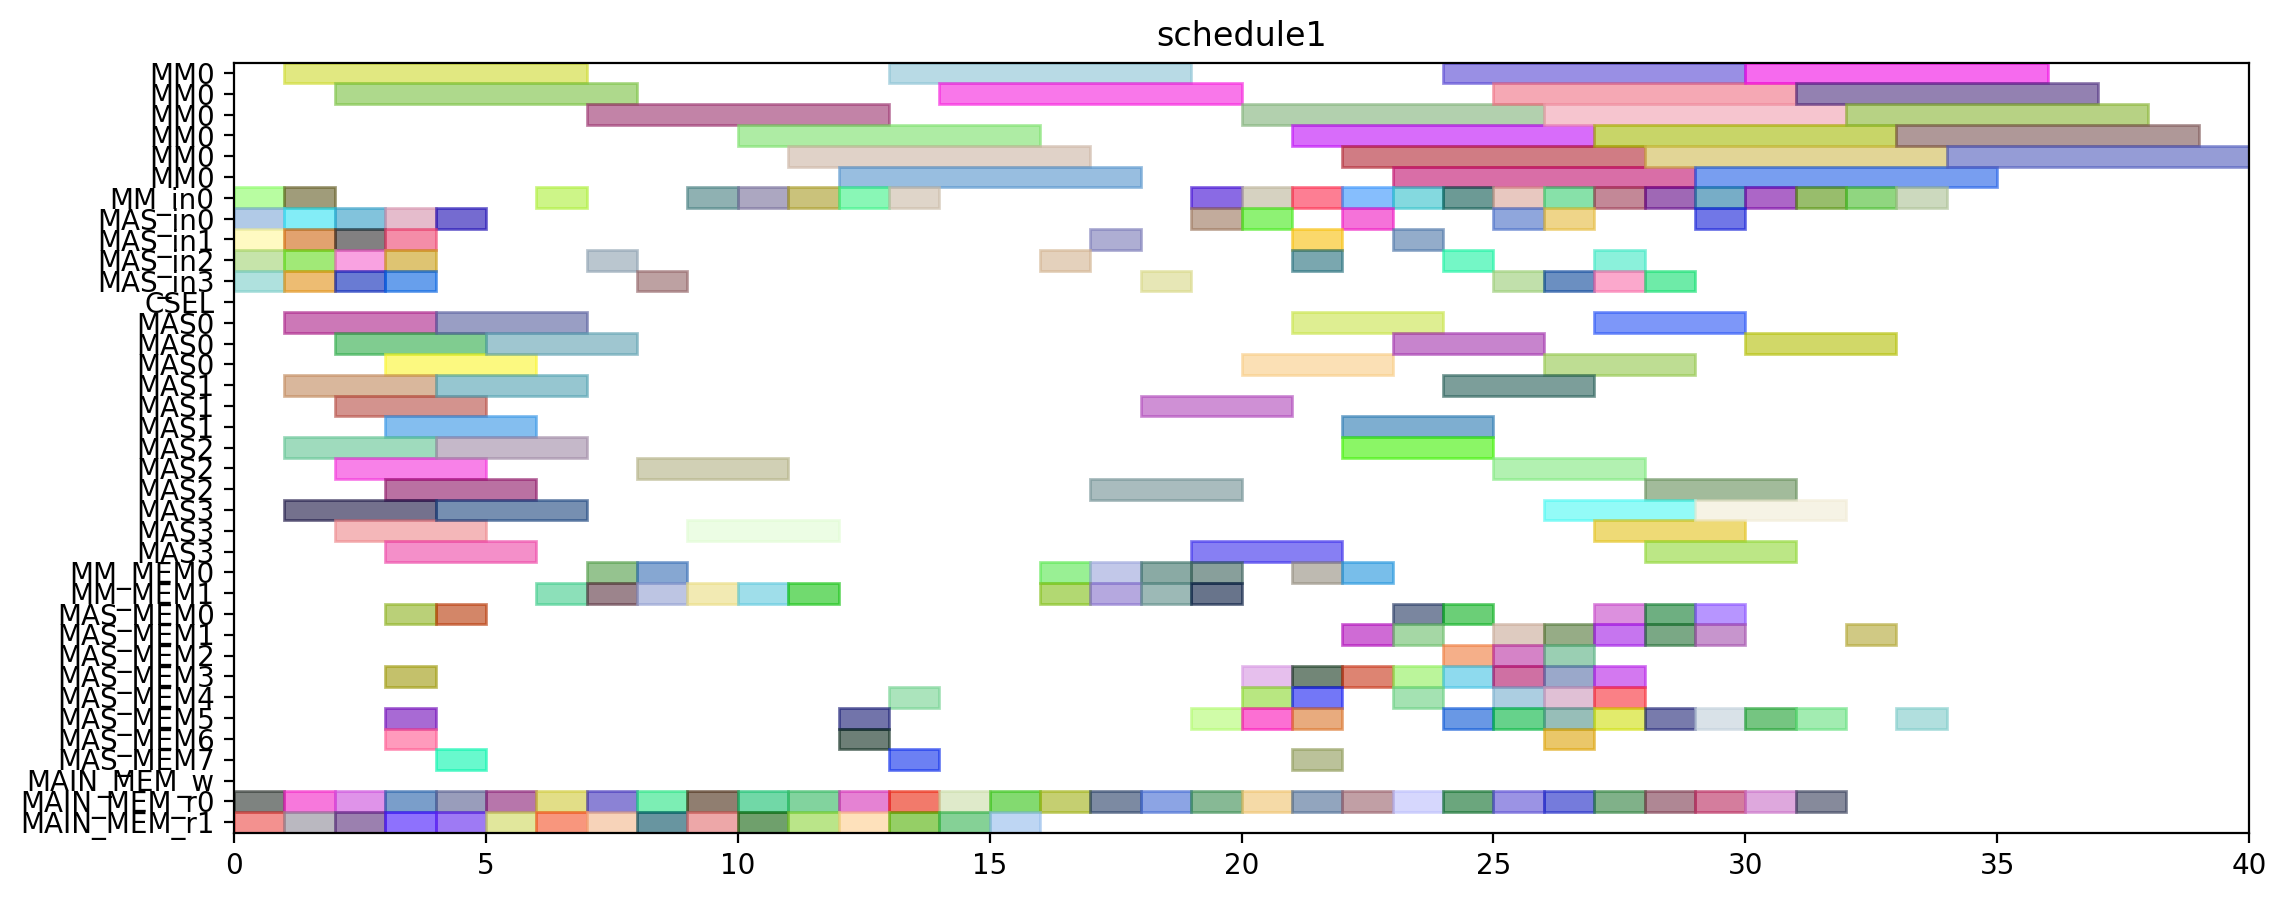 schedule1
MM0
MM0
MM0
MM0
MM0
MM0
MM_in0
MAS_in0
MAS_in1
MAS_in2
MAS_in3
CSEL
MAS0
MAS0
MAS0
MAS1
MAS1
MAS1
MAS2
MAS2
MAS2
MAS3
MAS3
MAS3
MM_MEM0
MM_MEM1
MAS_MEM0
MAS_MEM1
MAS_MEM2
MAS_MEM3
MAS_MEM4
MAS_MEM5
MAS_MEM6
MAS_MEM7
MAIN_MEM_w
MAIN_MEM_r0
MAIN_MEM_r1
0 5 10 15 20 25 30 35 40